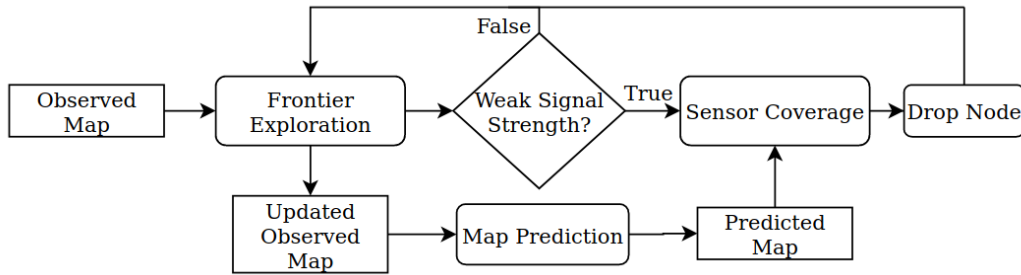 False
Observed
Map
Frontier
Exploration
Weak Signal
Strength?
True
Sensor Coverage
Drop Node
Updated
Observed
Map
Map Prediction
Predicted
Map